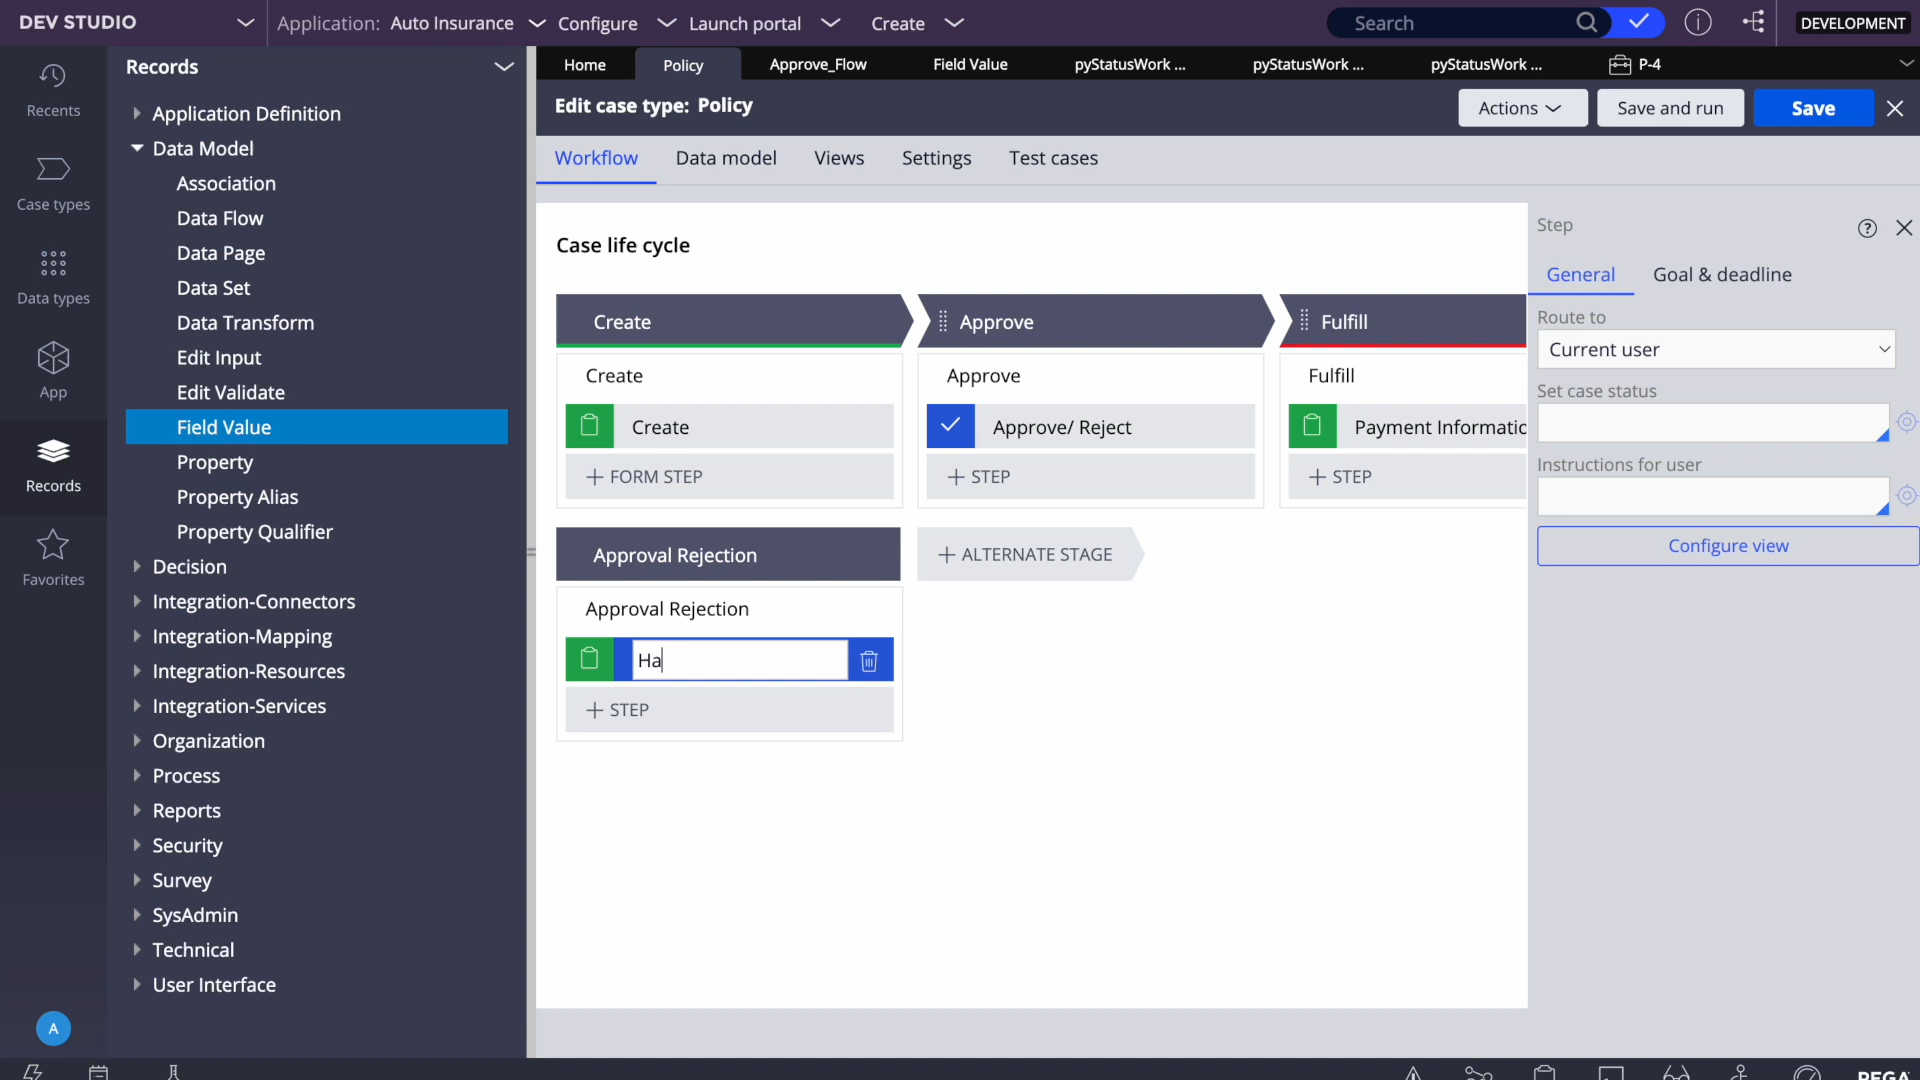 DEV STUDIO
Application: Auto Insurance
Configure
Launch portal
Create
Search
DEVELOPMENT
Recents
Case types
Data types
App
Records
Favorites
A
Records
Application Definition
Data Model
Association
Data Flow
Data Page
Data Set
Data Transform
Edit Input
Edit Validate
Field Value
Property
Property Alias
Property Qualifier
Decision
Integration-Connectors
Integration-Mapping
Integration-Resources
Integration-Services
Organization
Process
Reports
Security
Survey
SysAdmin
Technical
User Interface
Home
Policy
Approve_Flow
Field Value
pyStatusWork ...
pyStatusWork ...
pyStatusWork ...
P-4
Edit case type: Policy
Actions
Save and run
Save
Workflow
Data model
Views
Settings
Test cases
Case life cycle
Create
Approve
Fulfill
Create
Approve
Fulfill
Create
Approve/ Reject
Payment Informatic
+ FORM STEP
+ STEP
+ STEP
Approval Rejection
+ ALTERNATE STAGE
Approval Rejection
Ha
+ STEP
Step
General
Goal & deadline
Route to
Current user
Set case status
Instructions for user
Configure view
PEGA